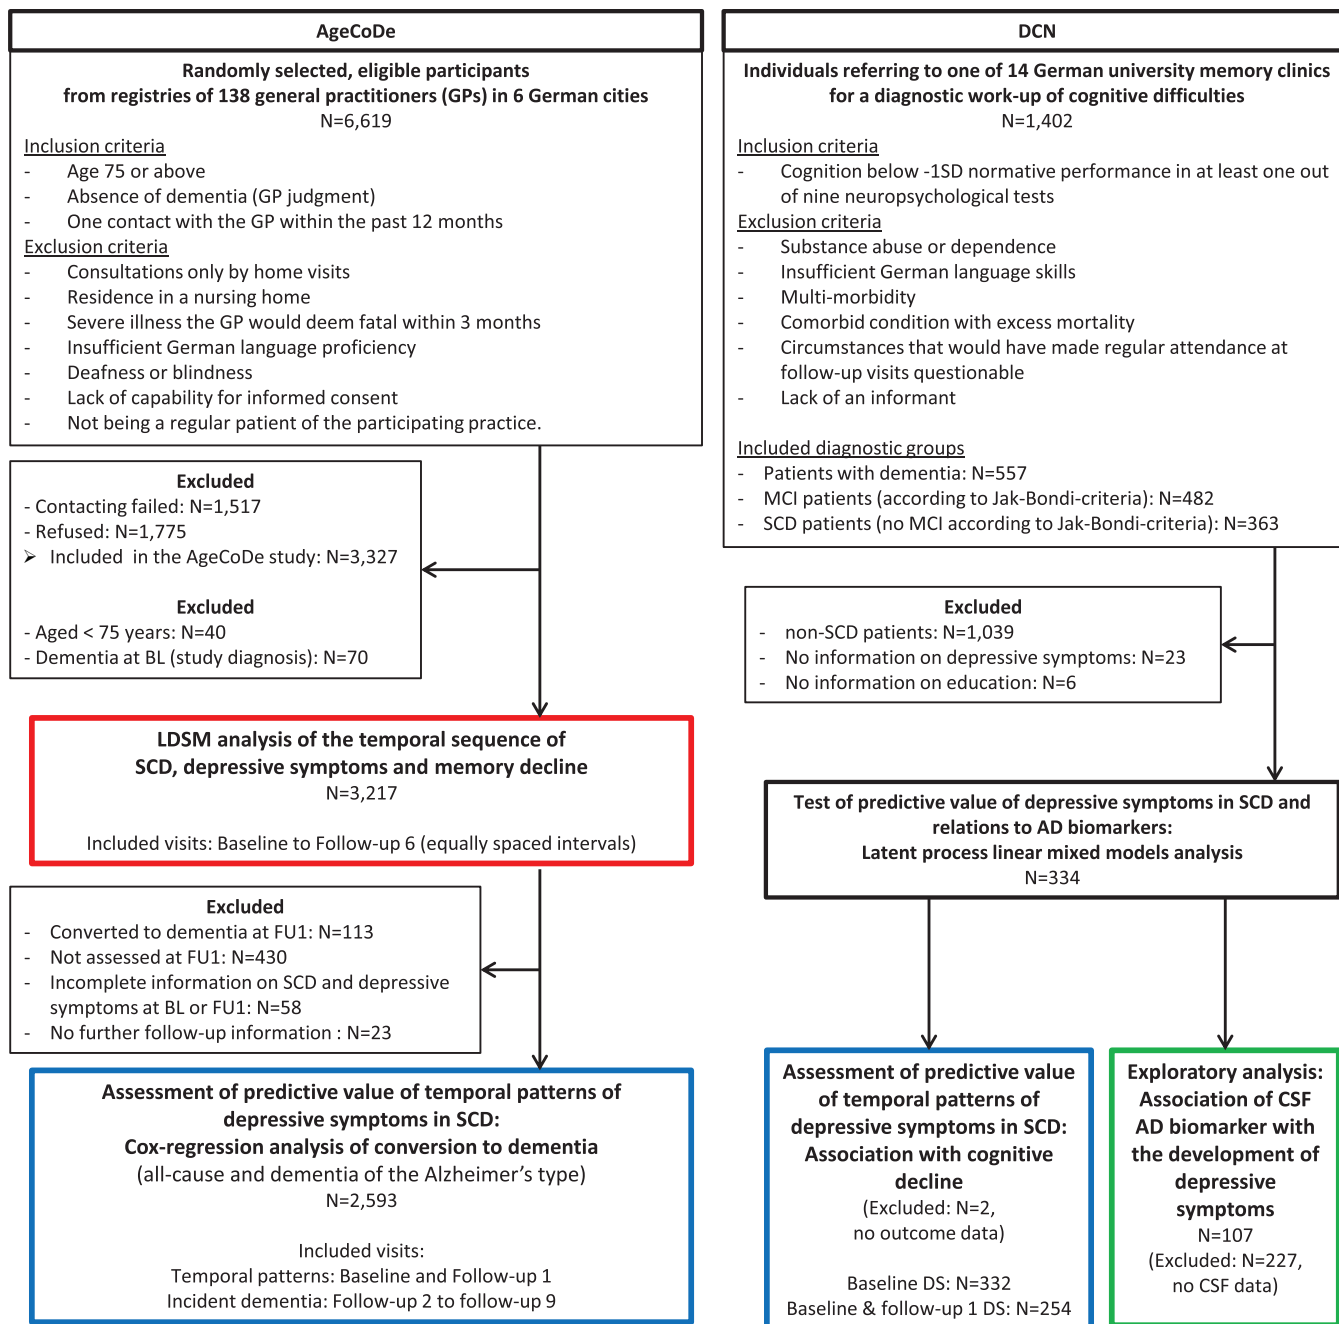 AgeCoDe
Randomly selected, eligible participants
from registries of 138 general practitioners (GPs) in 6 German cities
N=6,619
Inclusion criteria
- Age 75 or above
- Absence of dementia (GP judgment)
- One contact with the GP within the past 12 months
Exclusion criteria
- Consultations only by home visits
- Residence in a nursing home
- Severe illness the GP would deem fatal within 3 months
- Insufficient German language proficiency
- Deafness or blindness
- Lack of capability for informed consent
- Not being a regular patient of the participating practice.
Excluded
- Contacting failed: N=1,517
- Refused: N=1,775
➢ Included in the AgeCoDe study: N=3,327
Excluded
- Aged < 75 years: N=40
- Dementia at BL (study diagnosis): N=70
LDSM analysis of the temporal sequence of
SCD, depressive symptoms and memory decline
N=3,217
Included visits: Baseline to Follow-up 6 (equally spaced intervals)
Excluded
- Converted to dementia at FU1: N=113
- Not assessed at FU1: N=430
- Incomplete information on SCD and depressive
symptoms at BL or FU1: N=58
- No further follow-up information : N=23
Assessment of predictive value of temporal patterns of
depressive symptoms in SCD:
Cox-regression analysis of conversion to dementia
(all-cause and dementia of the Alzheimer's type)
N=2,593
Included visits:
Temporal patterns: Baseline and Follow-up 1
Incident dementia: Follow-up 2 to follow-up 9
DCN
Individuals referring to one of 14 German university memory clinics
for a diagnostic work-up of cognitive difficulties
N=1,402
Inclusion criteria
- Cognition below -1SD normative performance in at least one out
of nine neuropsychological tests
Exclusion criteria
- Substance abuse or dependence
- Insufficient German language skills
- Multi-morbidity
- Comorbid condition with excess mortality
- Circumstances that would have made regular attendance at
follow-up visits questionable
- Lack of an informant
Included diagnostic groups
- Patients with dementia: N=557
- MCI patients (according to Jak-Bondi-criteria): N=482
- SCD patients (no MCI according to Jak-Bondi-criteria): N=363
Excluded
- non-SCD patients: N=1,039
- No information on depressive symptoms: N=23
- No information on education: N=6
Test of predictive value of depressive symptoms in SCD and
relations to AD biomarkers:
Latent process linear mixed models analysis
N=334
Assessment of predictive value
of temporal patterns of
depressive symptoms in SCD:
Association with cognitive
decline
(Excluded: N=2,
no outcome data)
Baseline DS: N=332
Baseline & follow-up 1 DS: N=254
Exploratory analysis:
Association of CSF
AD biomarker with
the development of
depressive
symptoms
N=107
(Excluded: N=227,
no CSF data)